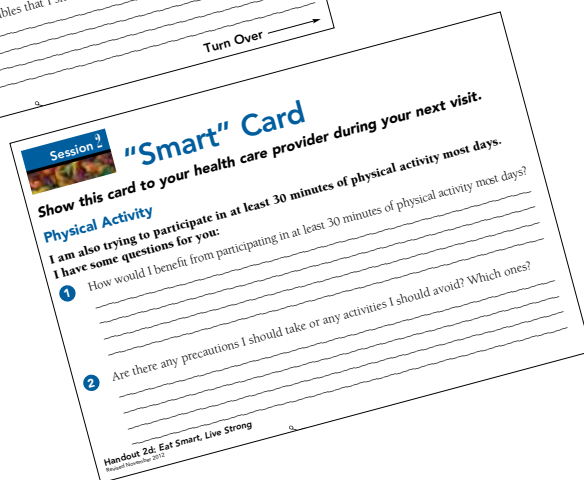 that I
Turn Over
Session 2
“Smart” Card
Show this card to your health care provider during your next visit.
Physical Activity
I am also trying to participate in at least 30 minutes of physical activity most days.
I have some questions for you:
1 How would I benefit from participating in at least 30 minutes of physical activity most days?
2 Are there any precautions I should take or any activities I should avoid? Which ones?
Handout 2d: Eat Smart, Live Strong
Revised November 2012